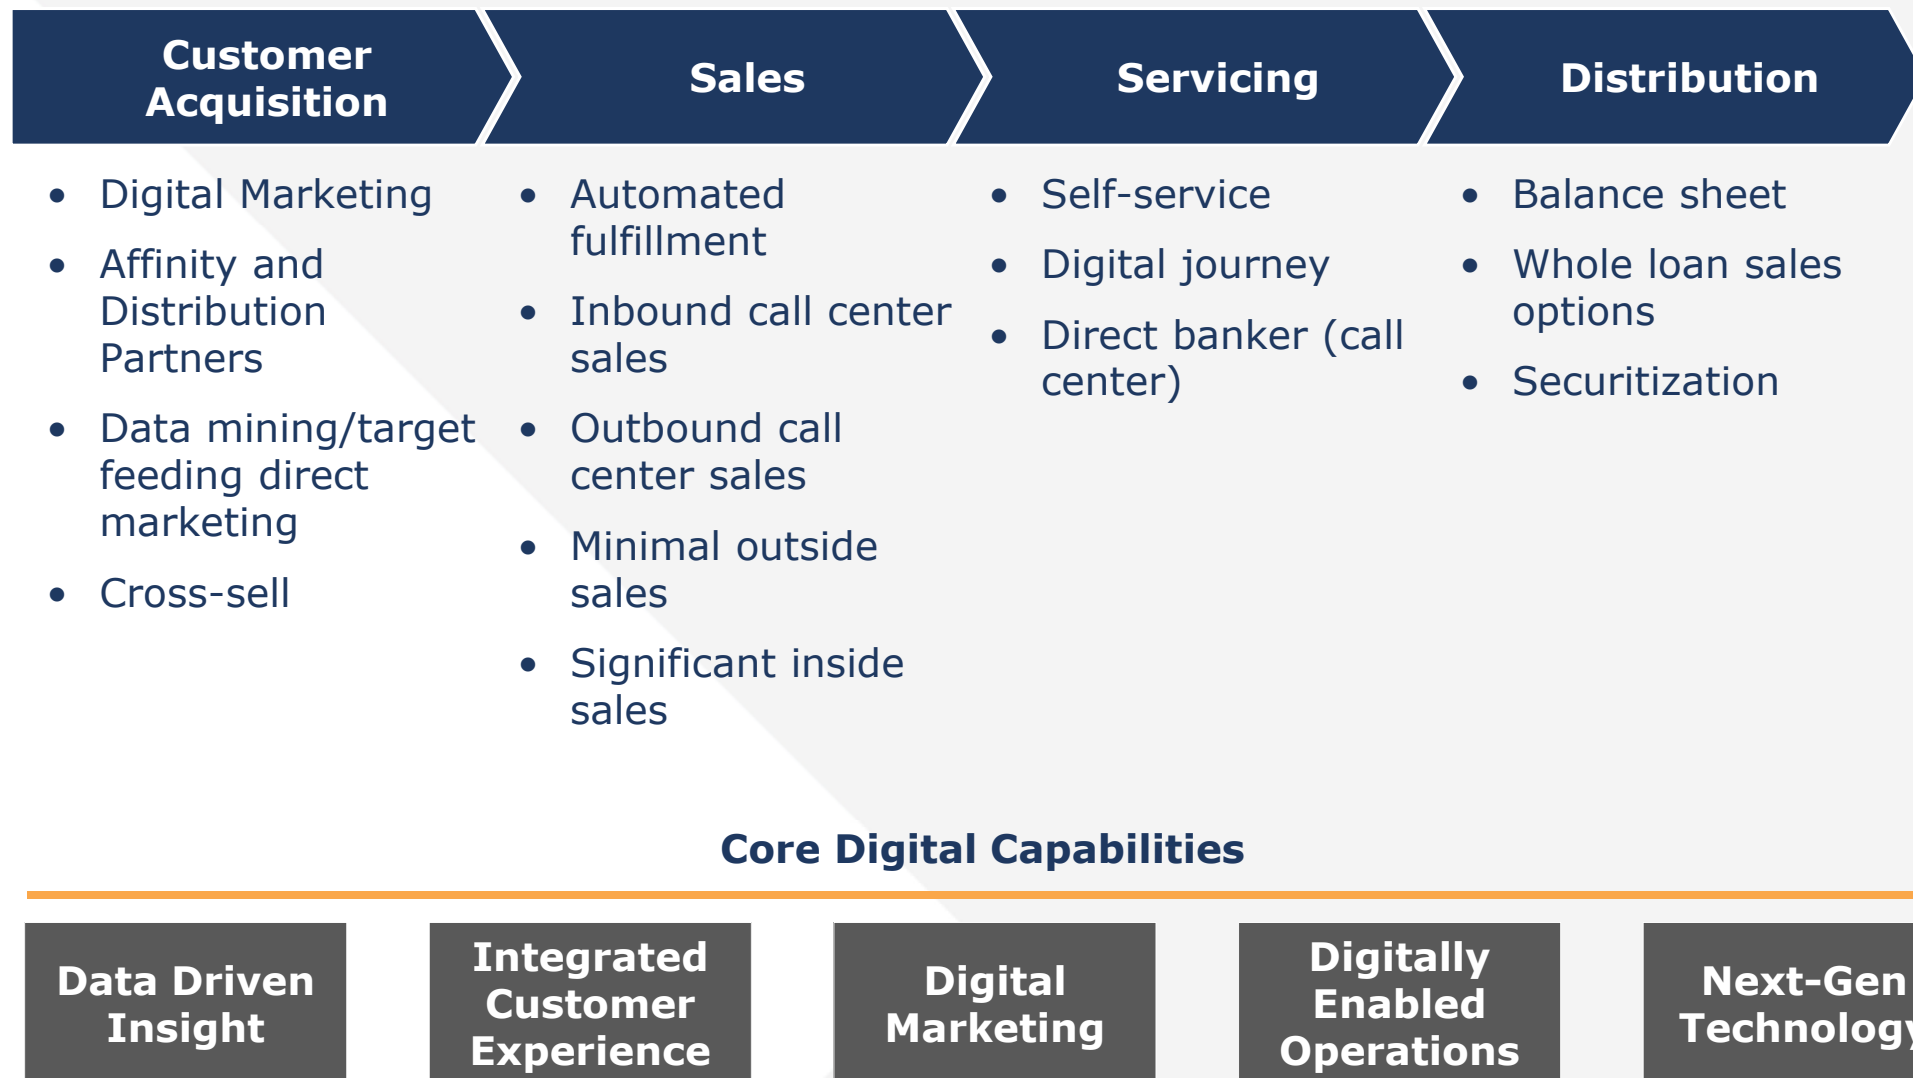 Customer
Acquisition
Sales
Servicing
Distribution
• Digital Marketing
• Affinity and
Distribution
Partners
• Data mining/target
feeding direct
marketing
• Cross-sell
• Automated
fulfillment
• Inbound call center
sales
• Outbound call
center sales
• Minimal outside
sales
• Significant inside
sales
• Self-service
• Digital journey
• Direct banker (call
center)
• Balance sheet
• Whole loan sales
options
• Securitization
Core Digital Capabilities
Data Driven
Insight
Integrated
Customer
Experience
Digital
Marketing
Digitally
Enabled
Operations
Next-Gen
Technology